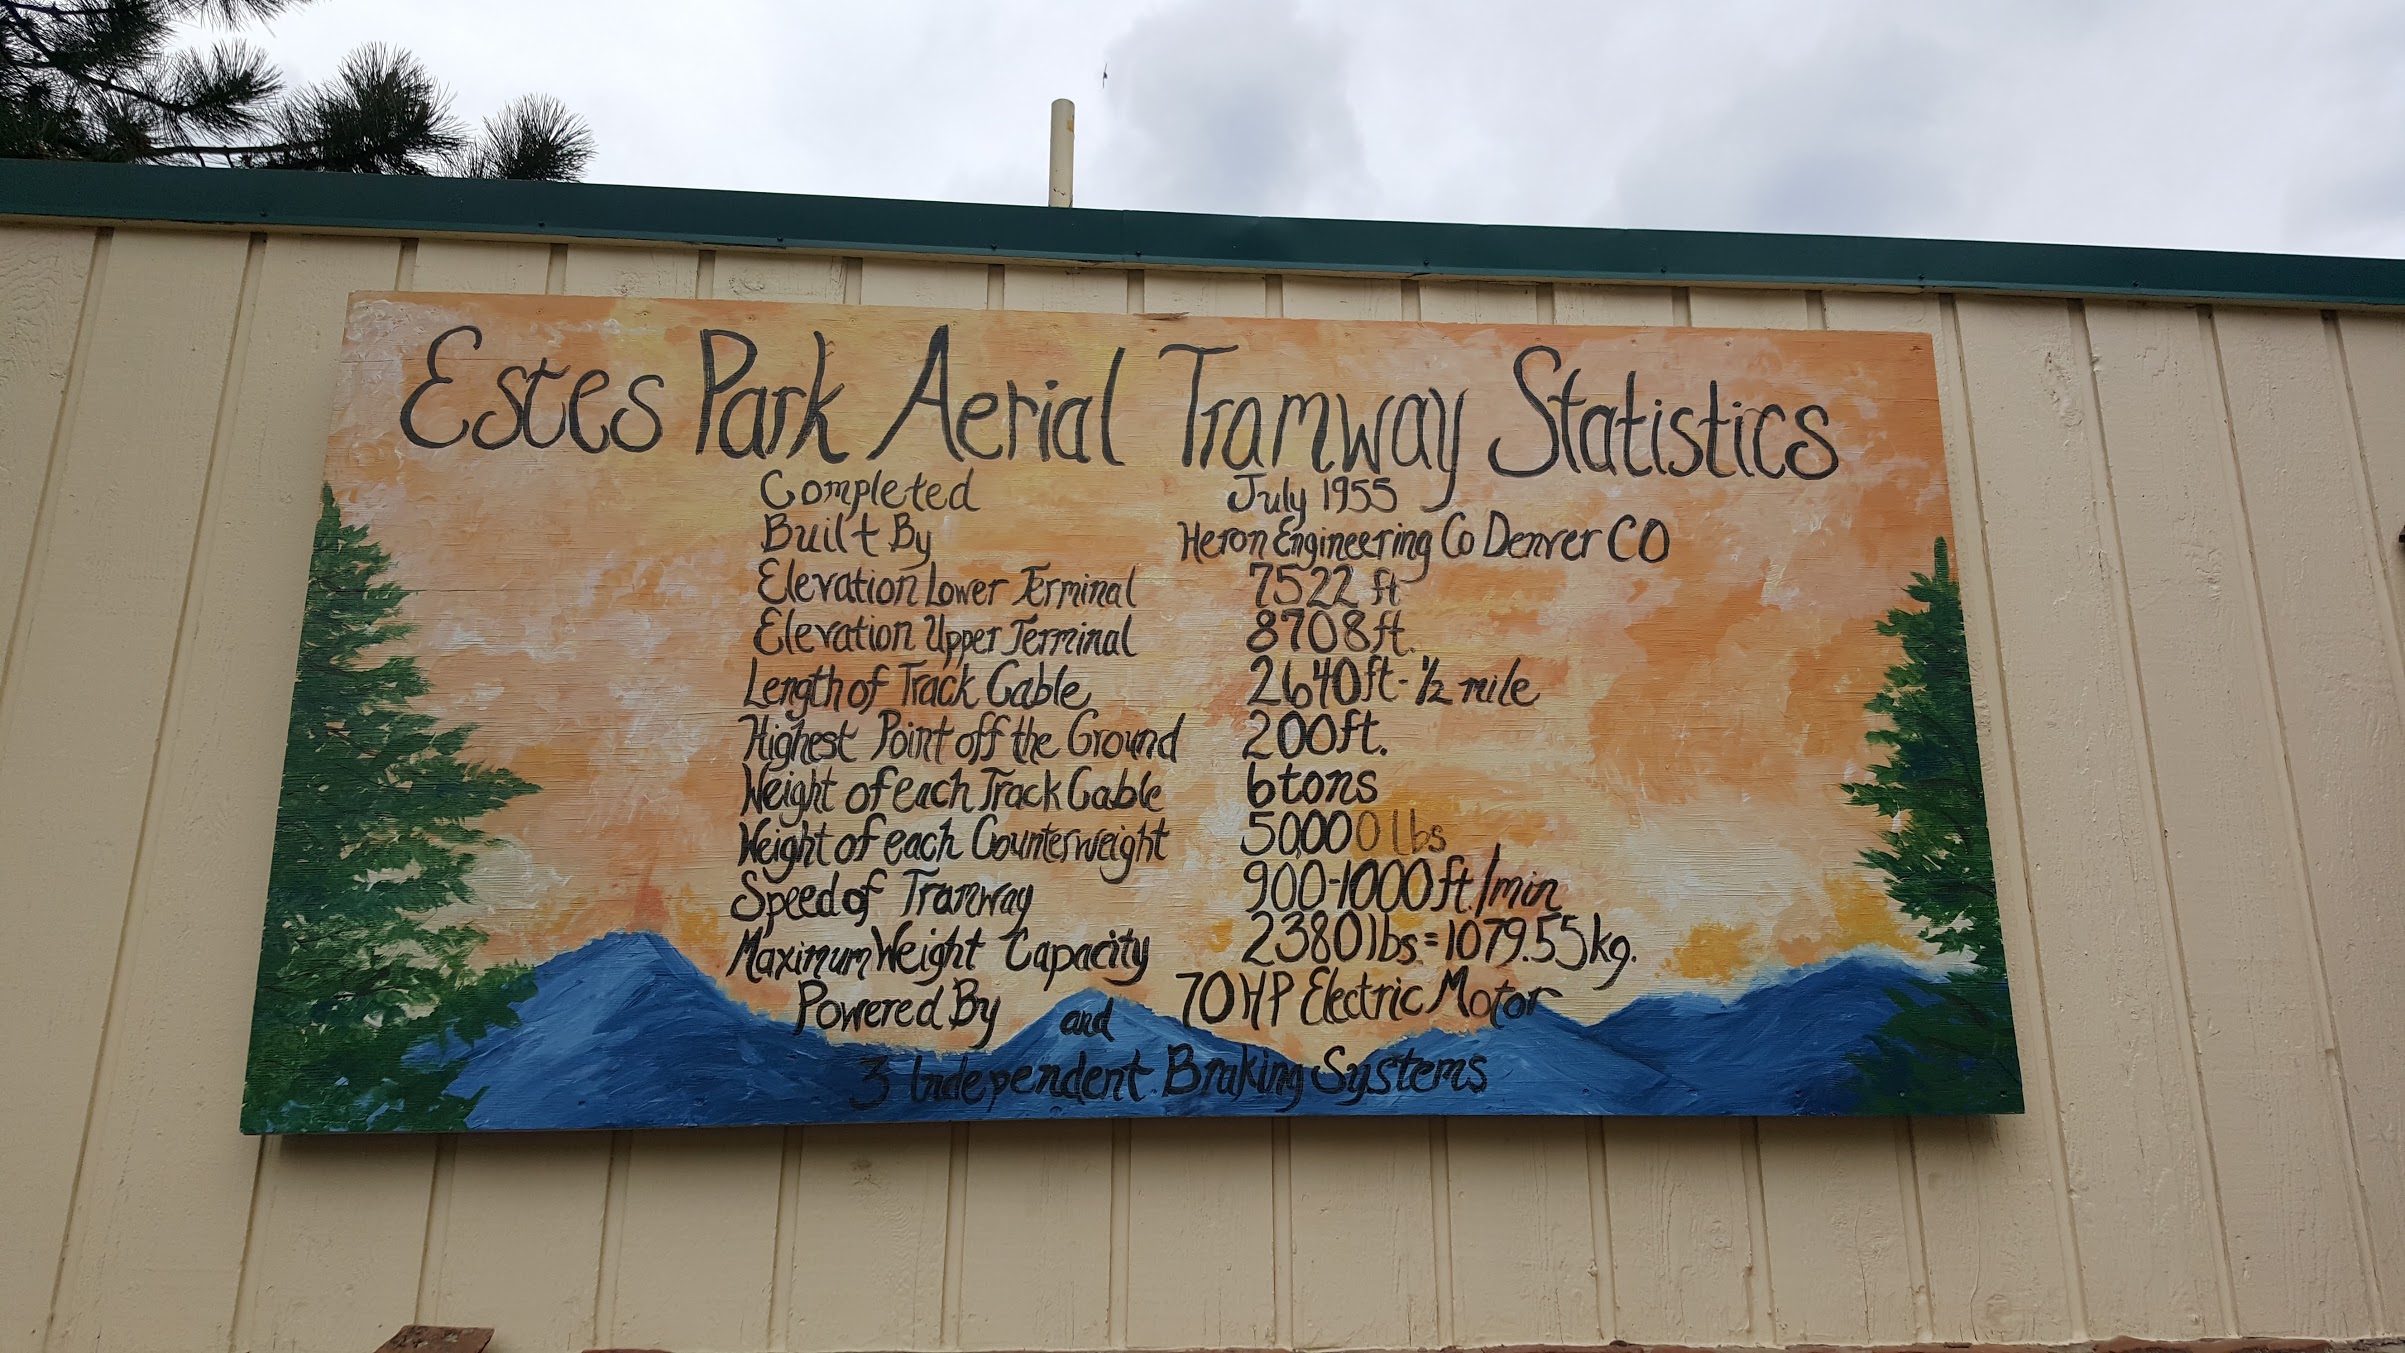 Estes Park Aerial Tramway Statistics
Completed July 1955
Built By Heron Engineering Co Denver CO
Elevation Lower Terminal 7522 ft
Elevation Upper Terminal 8708 ft.
Length of Track Cable 2640ft - 1/2 mile
Highest Point off the Ground 200ft.
Weight of each Track Cable 6 tons
Weight of each Counterweight 50,000 lbs
Speed of Tramway 900-1000 ft./min
Maximum Weight Capacity 2380 lbs = 1079.55 kg.
Powered By 70 HP Electric Motor
and
3 Independent Braking Systems